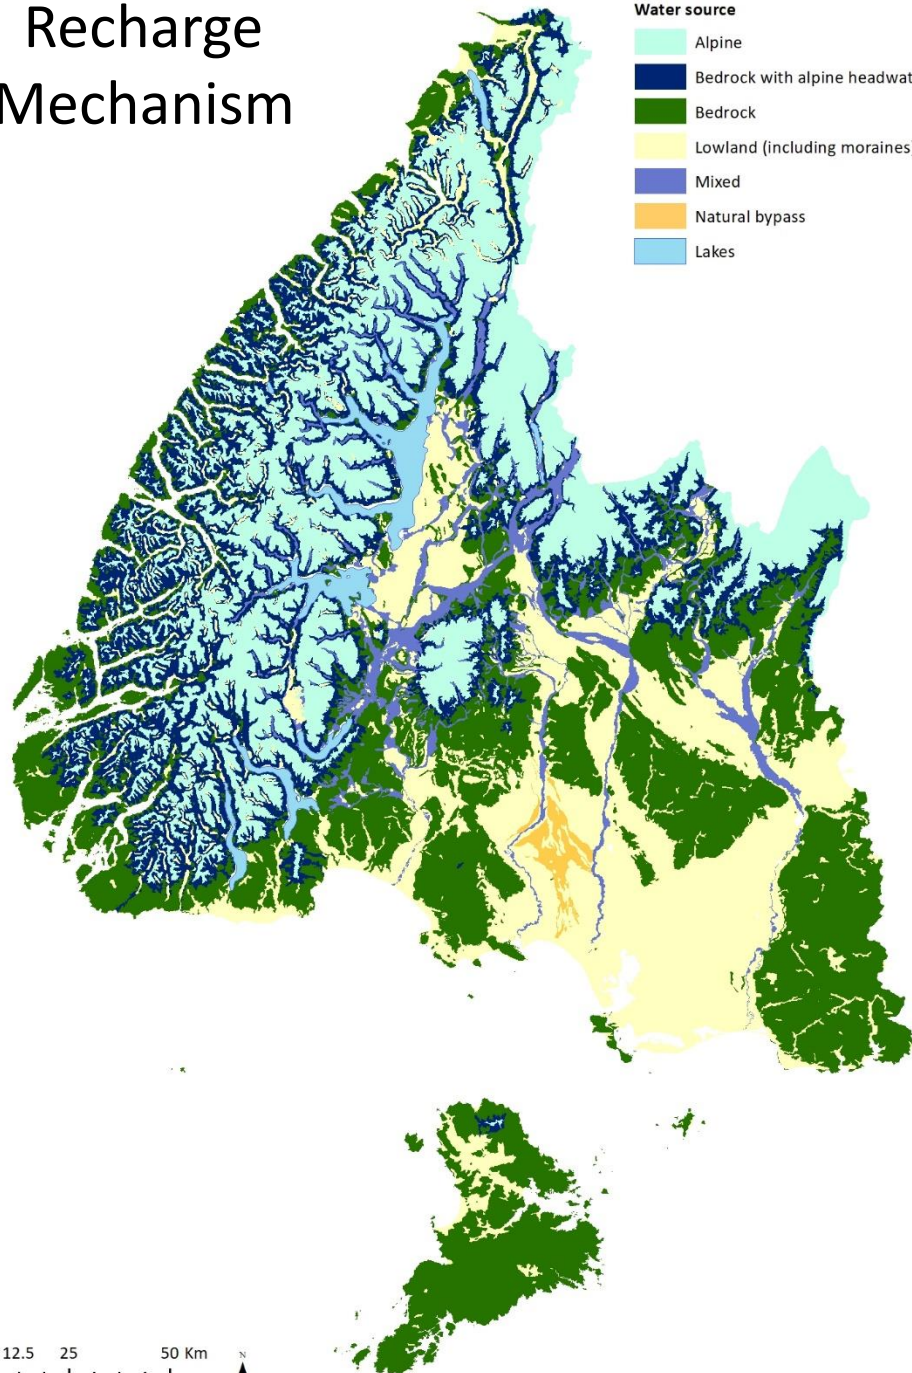 Recharge
Mechanism
Water source
Alpine
Bedrock with alpine headwat
Bedrock
Lowland (including moraines)
Mixed
Natural bypass
Lakes
12.5 25 50 Km
N